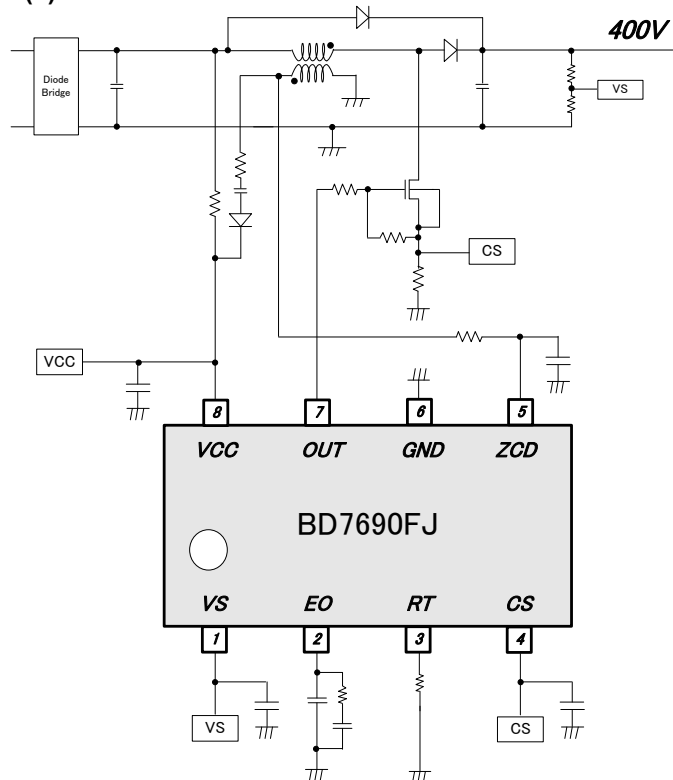 400V
Diode
Bridge
VS
CS
VCC
8 7 6 5
VCC OUT GND ZCD
BD7690FJ
VS EO RT CS
1 2 3 4
VS
CS